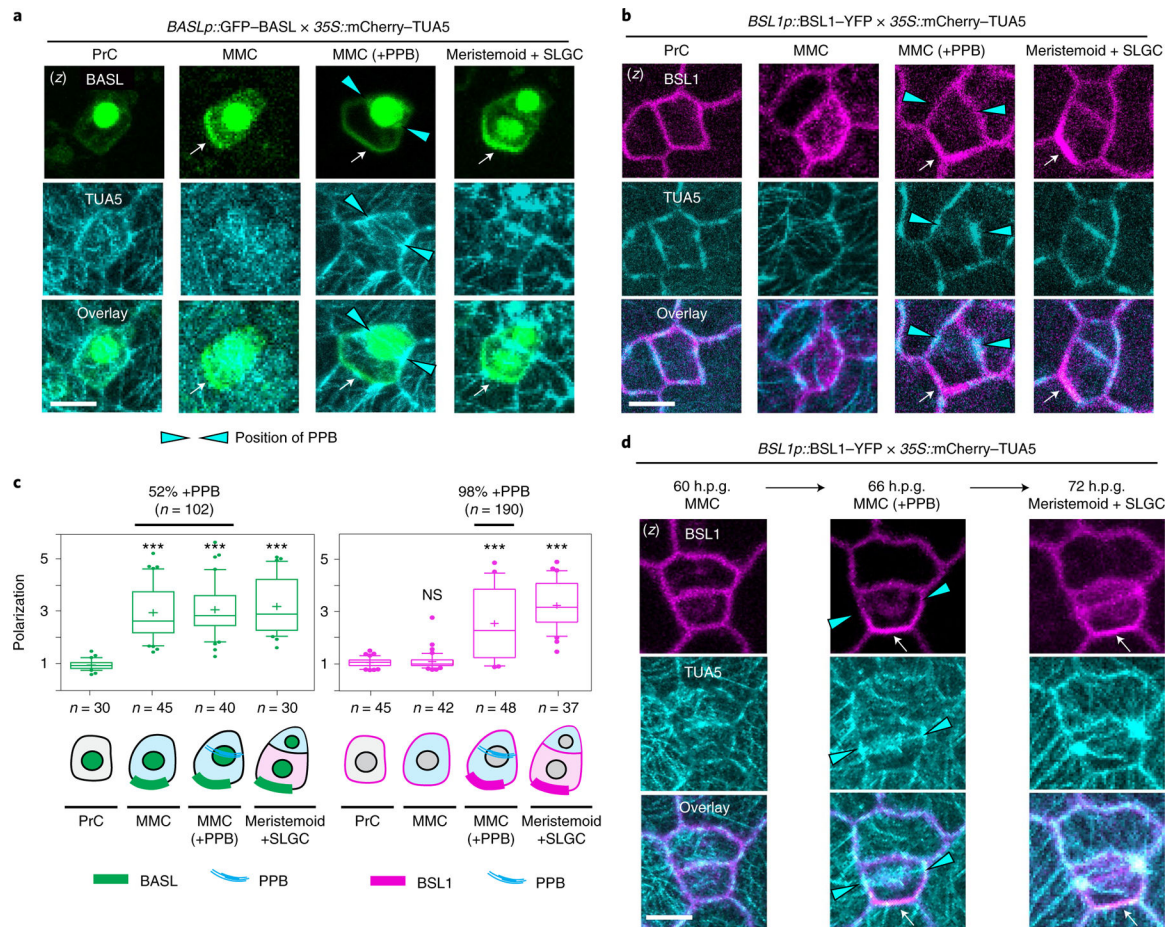 a
BASLp::GFP–BASL × 35S::mCherry–TUA5
PrC MMC MMC (+PPB) Meristemoid + SLGC
(z) BASL
TUA5
Overlay
Position of PPB
b
BSL1p::BSL1–YFP × 35S::mCherry–TUA5
PrC MMC MMC (+PPB) Meristemoid + SLGC
(z) BSL1
TUA5
Overlay
c
52% +PPB
(n = 102)
98% +PPB
(n = 190)
Polarization
5
3
1
*** *** ***
NS *** ***
5
3
1
n = 30 n = 45 n = 40 n = 30
n = 45 n = 42 n = 48 n = 37
PrC MMC MMC (+PPB) Meristemoid +SLGC
PrC MMC MMC (+PPB) Meristemoid +SLGC
BASL PPB
BSL1 PPB
d
BSL1p::BSL1–YFP × 35S::mCherry–TUA5
60 h.p.g. 66 h.p.g. 72 h.p.g.
MMC MMC (+PPB) Meristemoid + SLGC
(z) BSL1
TUA5
Overlay